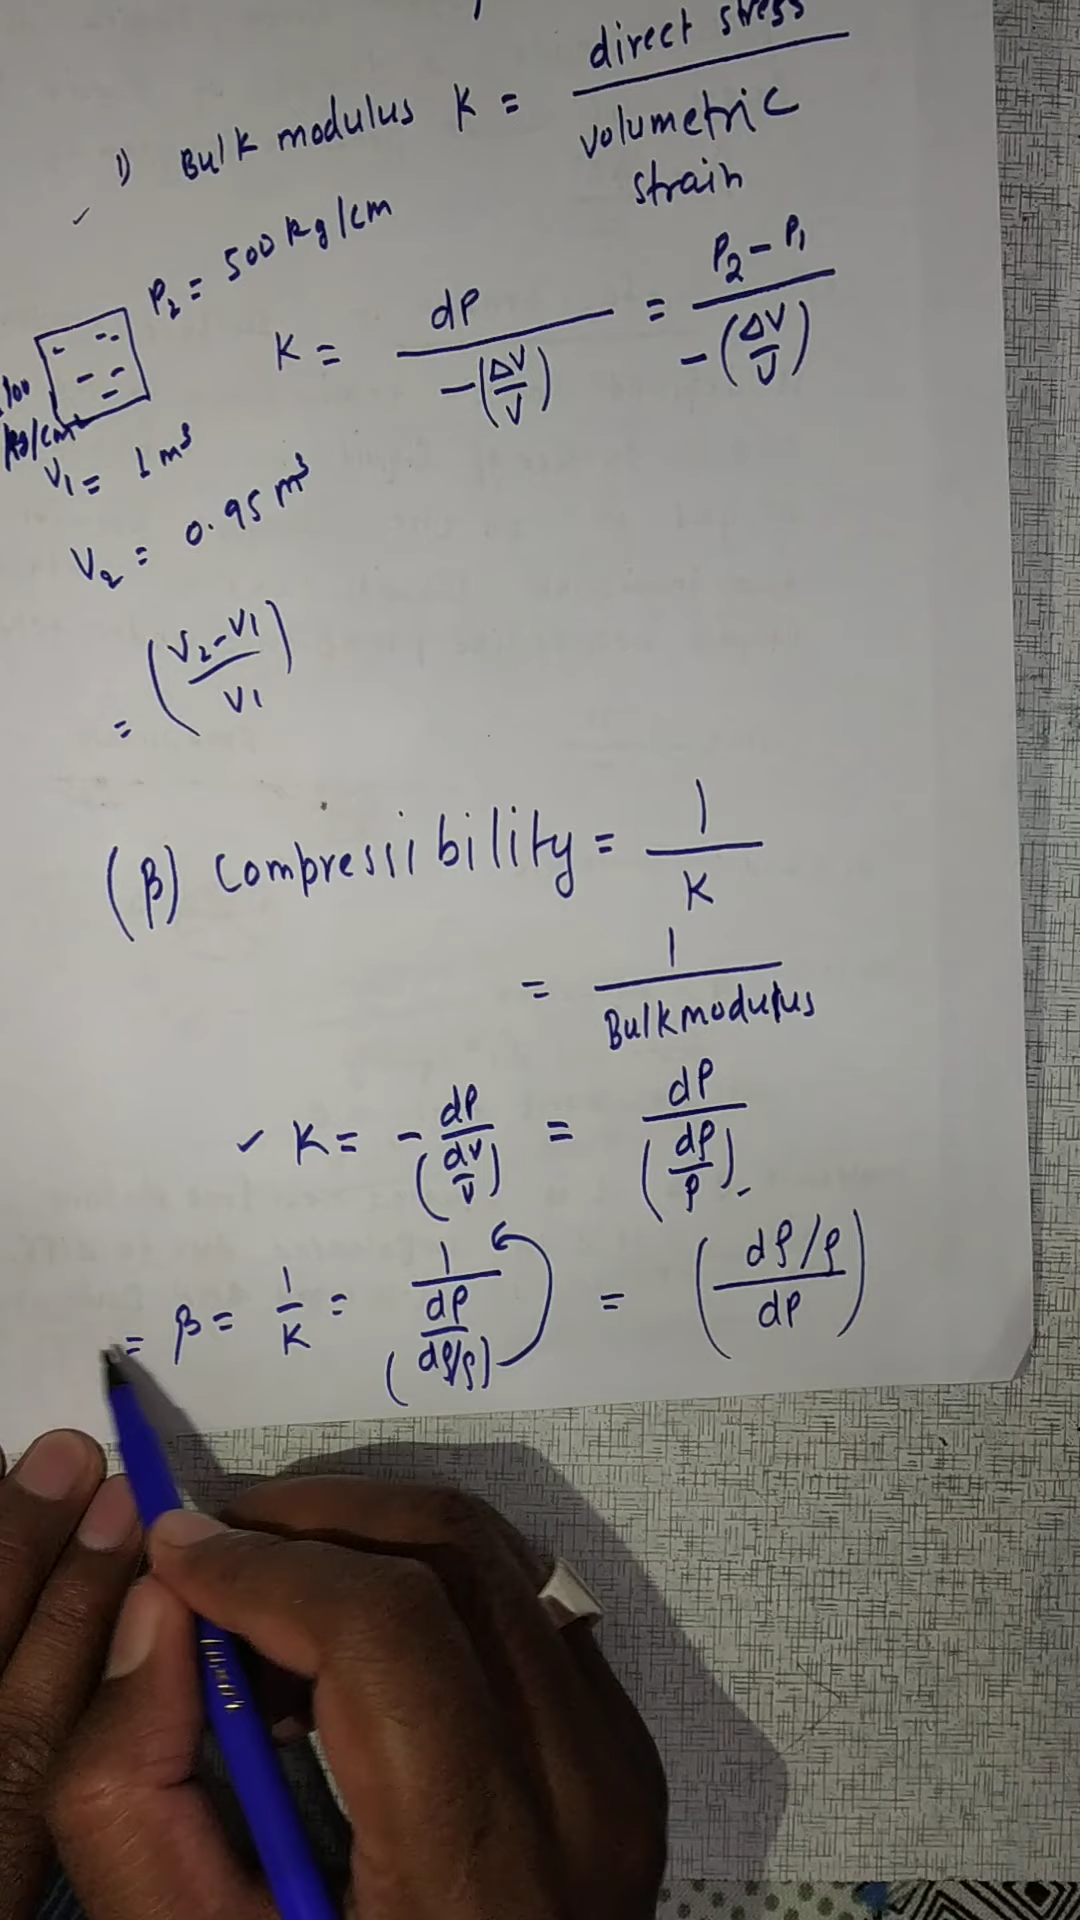 direct stress
1) Bulk modulus K = ―――
volumetric
strain
P₂ = 500 kg/cm
100
kg/cm²
K = dP / -(ΔV/V) = P₂-P₁ / -(ΔV/V)
V₁ = 1 m³
V₂ = 0.95 m³
= (V₂-V1 / V1)
(β) Compressibility = 1/K
= 1 / Bulkmodulus
✓ K = - dP / (dV/V) = dP / (dρ/ρ)
= β = 1/K = 1 / (dP / (dρ/ρ)) = (dρ/ρ / dP)